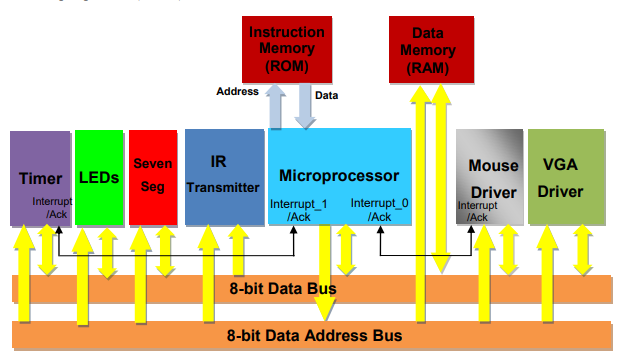 Instruction
Memory
(ROM)
Data
Memory
(RAM)
Address
Data
Timer
Interrupt
/Ack
LEDs
Seven
Seg
IR
Transmitter
Microprocessor
Interrupt_1
/Ack
Interrupt_0
/Ack
Mouse
Driver
Interrupt
/Ack
VGA
Driver
8-bit Data Bus
8-bit Data Address Bus